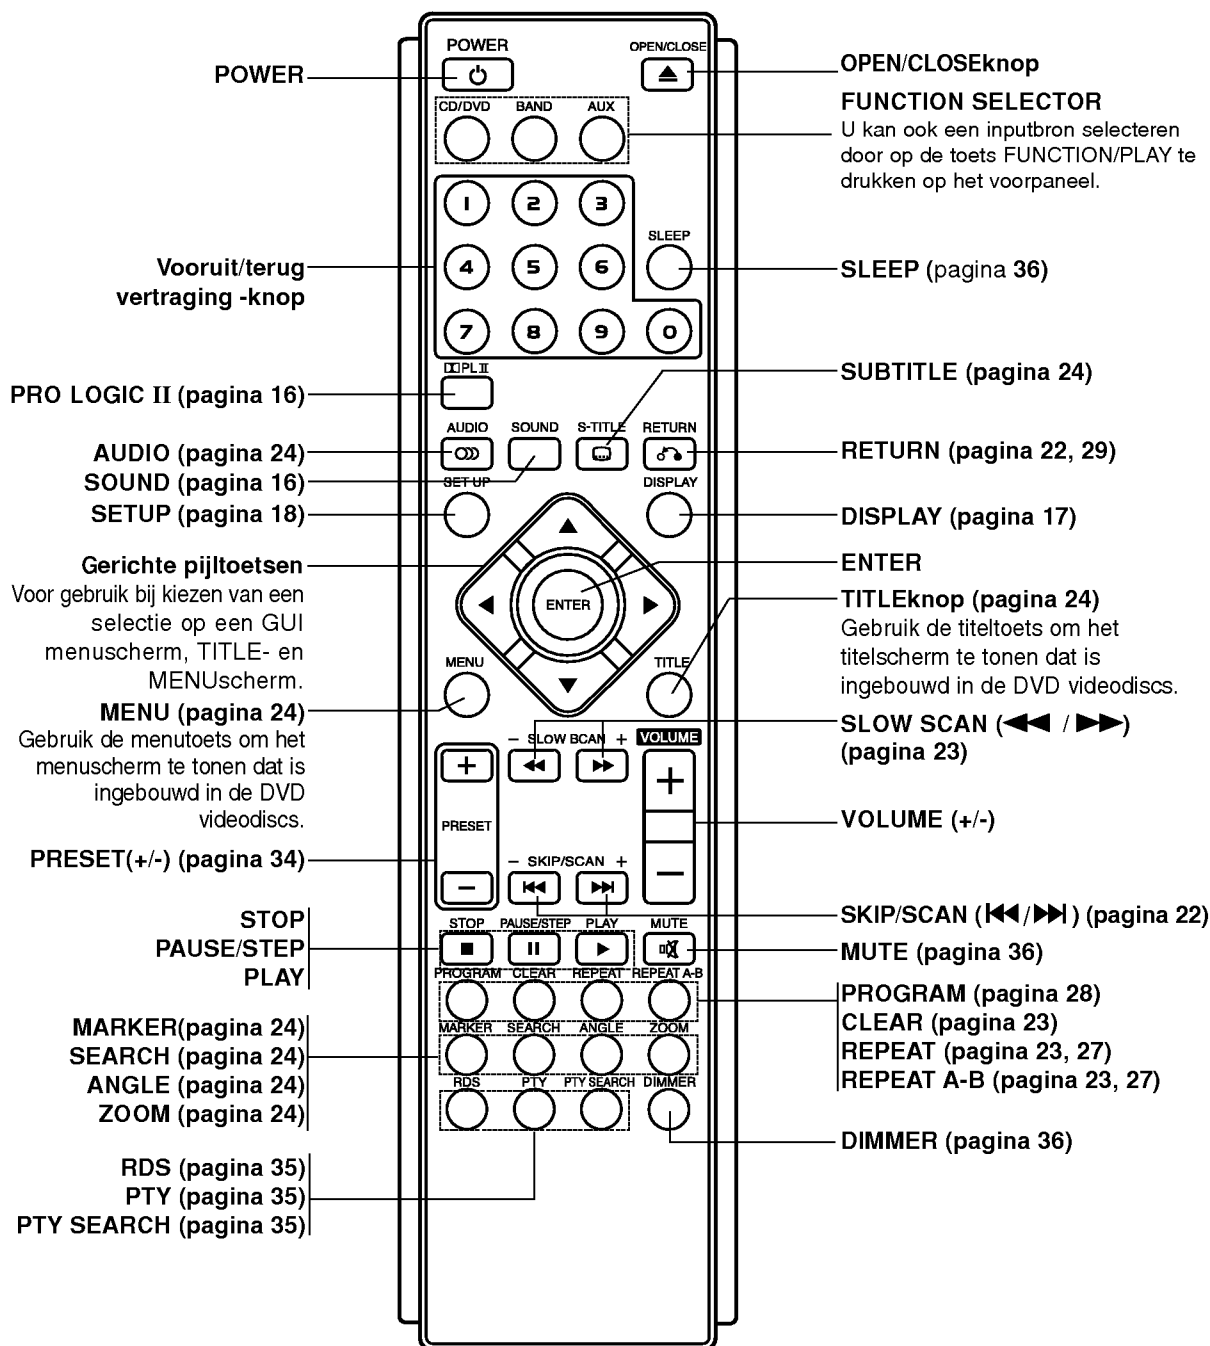 POWER
Vooruit/terug
vertraging -knop
PRO LOGIC II (pagina 16)
AUDIO (pagina 24)
SOUND (pagina 16)
SETUP (pagina 18)
Gerichte pijltoetsen
Voor gebruik bij kiezen van een
selectie op een GUI
menuscherm, TITLE- en
MENUscherm.
MENU (pagina 24)
Gebruik de menutoets om het
menuscherm te tonen dat is
ingebouwd in de DVD
videodiscs.
PRESET(+/-) (pagina 34)
STOP
PAUSE/STEP
PLAY
MARKER(pagina 24)
SEARCH (pagina 24)
ANGLE (pagina 24)
ZOOM (pagina 24)
RDS (pagina 35)
PTY (pagina 35)
PTY SEARCH (pagina 35)
POWER OPEN/CLOSE
CD/DVD BAND AUX
1 2 3
SLEEP
4 5 6
7 8 9 0
PL II
AUDIO SOUND S-TITLE RETURN
SET UP DISPLAY
ENTER
MENU TITLE
- SLOW BCAN + VOLUME
+ +
PRESET
- SKIP/SCAN +
- -
STOP PAUSE/STEP PLAY MUTE
PROGRAM CLEAR REPEAT REPEAT A-B
MARKER SEARCH ANGLE ZOOM
RDS PTY PTY SEARCH DIMMER
OPEN/CLOSEknop
FUNCTION SELECTOR
U kan ook een inputbron selecteren
door op de toets FUNCTION/PLAY te
drukken op het voorpaneel.
SLEEP (pagina 36)
SUBTITLE (pagina 24)
RETURN (pagina 22, 29)
DISPLAY (pagina 17)
ENTER
TITLEknop (pagina 24)
Gebruik de titeltoets om het
titelscherm te tonen dat is
ingebouwd in de DVD videodiscs.
SLOW SCAN (◀◀ / ▶▶)
(pagina 23)
VOLUME (+/-)
SKIP/SCAN (⏮/⏭) (pagina 22)
MUTE (pagina 36)
PROGRAM (pagina 28)
CLEAR (pagina 23)
REPEAT (pagina 23, 27)
REPEAT A-B (pagina 23, 27)
DIMMER (pagina 36)